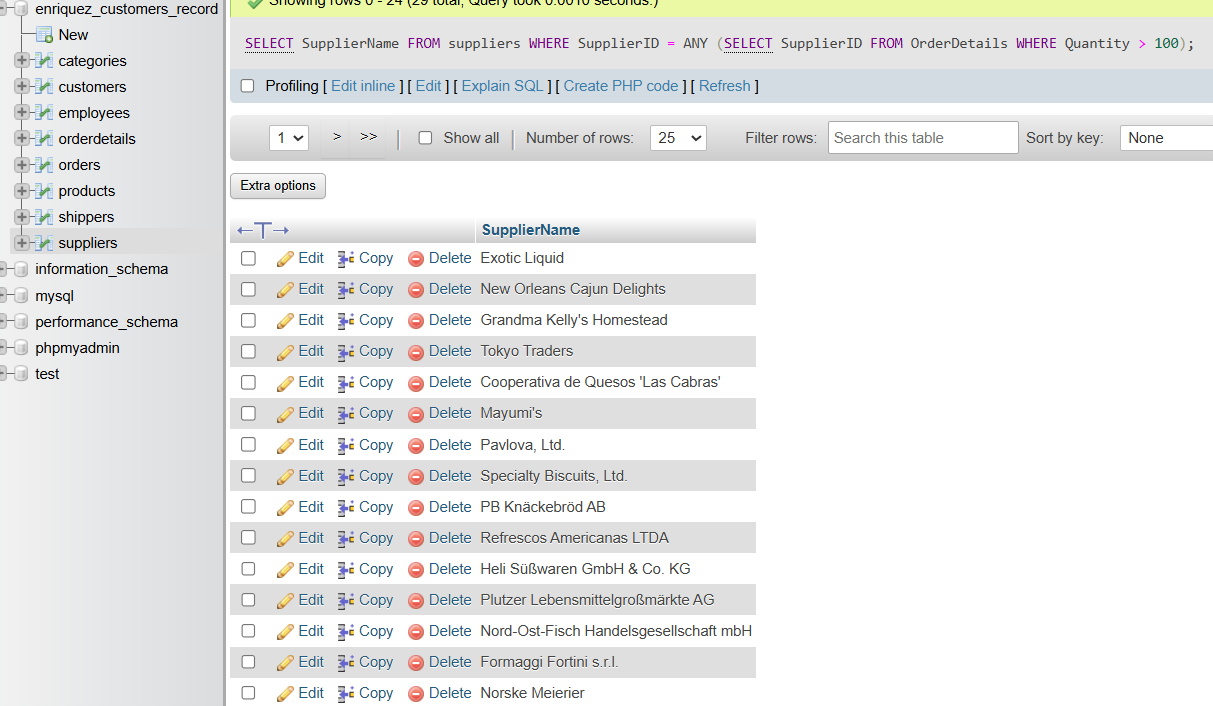 enriquez_customers_record
New
categories
customers
employees
orderdetails
orders
products
shippers
suppliers
information_schema
mysql
performance_schema
phpmyadmin
test
Showing rows 0 - 24 (29 total, Query took 0.0010 seconds.)
SELECT SupplierName FROM suppliers WHERE SupplierID = ANY (SELECT SupplierID FROM OrderDetails WHERE Quantity > 100);
Profiling [ Edit inline ] [ Edit ] [ Explain SQL ] [ Create PHP code ] [ Refresh ]
1 > >> | Show all | Number of rows: 25 Filter rows: Search this table Sort by key: None
Extra options
←T→ SupplierName
Edit Copy Delete Exotic Liquid
Edit Copy Delete New Orleans Cajun Delights
Edit Copy Delete Grandma Kelly's Homestead
Edit Copy Delete Tokyo Traders
Edit Copy Delete Cooperativa de Quesos 'Las Cabras'
Edit Copy Delete Mayumi's
Edit Copy Delete Pavlova, Ltd.
Edit Copy Delete Specialty Biscuits, Ltd.
Edit Copy Delete PB Knäckebröd AB
Edit Copy Delete Refrescos Americanas LTDA
Edit Copy Delete Heli Süßwaren GmbH & Co. KG
Edit Copy Delete Plutzer Lebensmittelgroßmärkte AG
Edit Copy Delete Nord-Ost-Fisch Handelsgesellschaft mbH
Edit Copy Delete Formaggi Fortini s.r.l.
Edit Copy Delete Norske Meierier